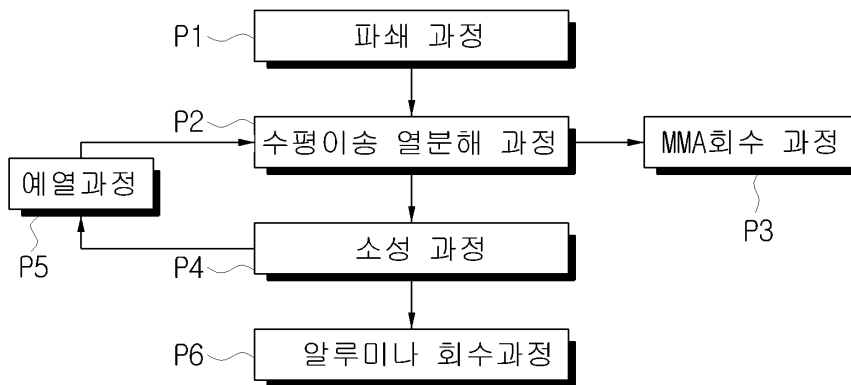 P1
파쇄 과정
P2
수평이송 열분해 과정
MMA회수 과정
P3
예열과정
P5
소성 과정
P4
알루미나 회수과정
P6